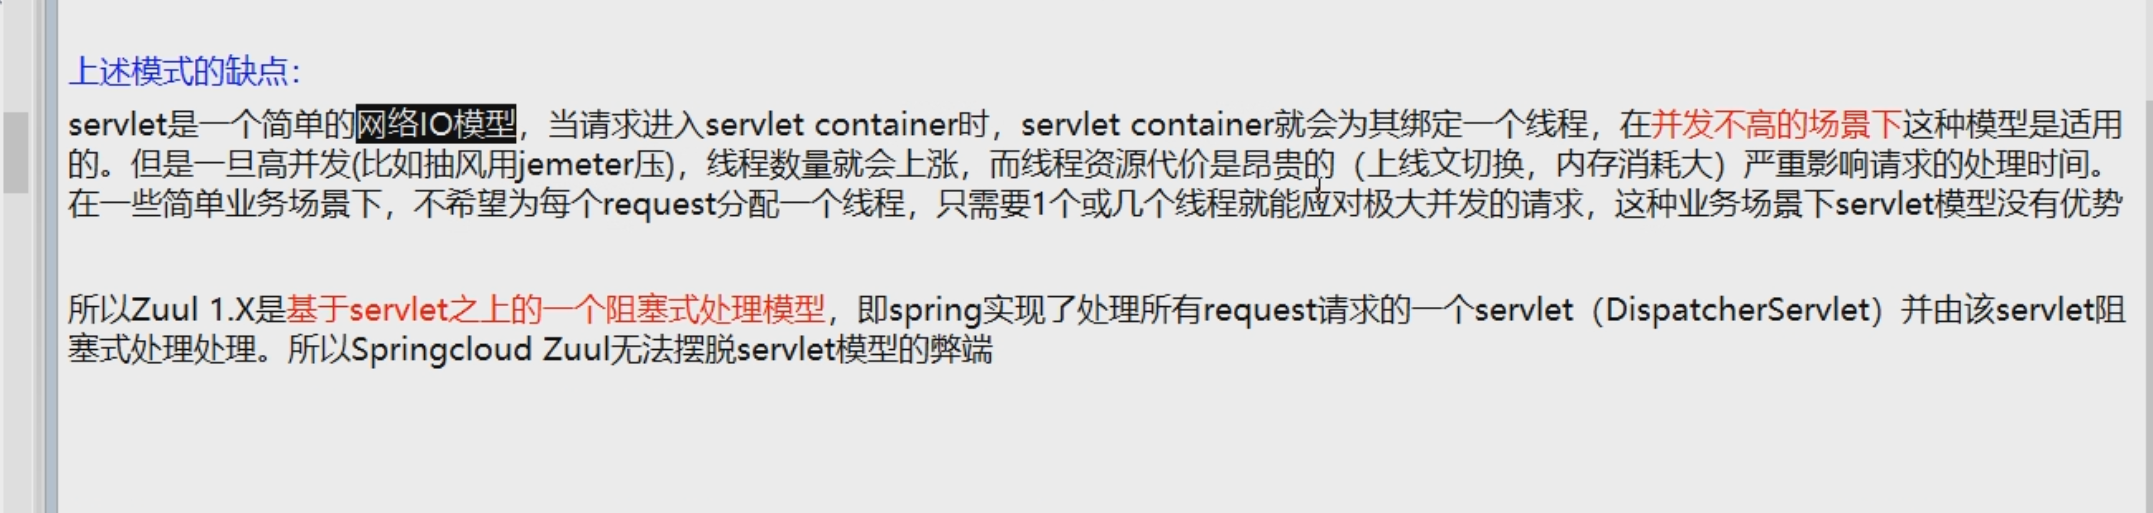 上述模式的缺点：
servlet是一个简单的网络IO模型，当请求进入servlet container时，servlet container就会为其绑定一个线程，在并发不高的场景下这种模型是适用
的。但是一旦高并发(比如抽风用jemeter压)，线程数量就会上涨，而线程资源代价是昂贵的（上线文切换，内存消耗大）严重影响请求的处理时间。
在一些简单业务场景下，不希望为每个request分配一个线程，只需要1个或几个线程就能应对极大并发的请求，这种业务场景下servlet模型没有优势
所以Zuul 1.X是基于servlet之上的一个阻塞式处理模型，即spring实现了处理所有request请求的一个servlet（DispatcherServlet）并由该servlet阻
塞式处理处理。所以Springcloud Zuul无法摆脱servlet模型的弊端